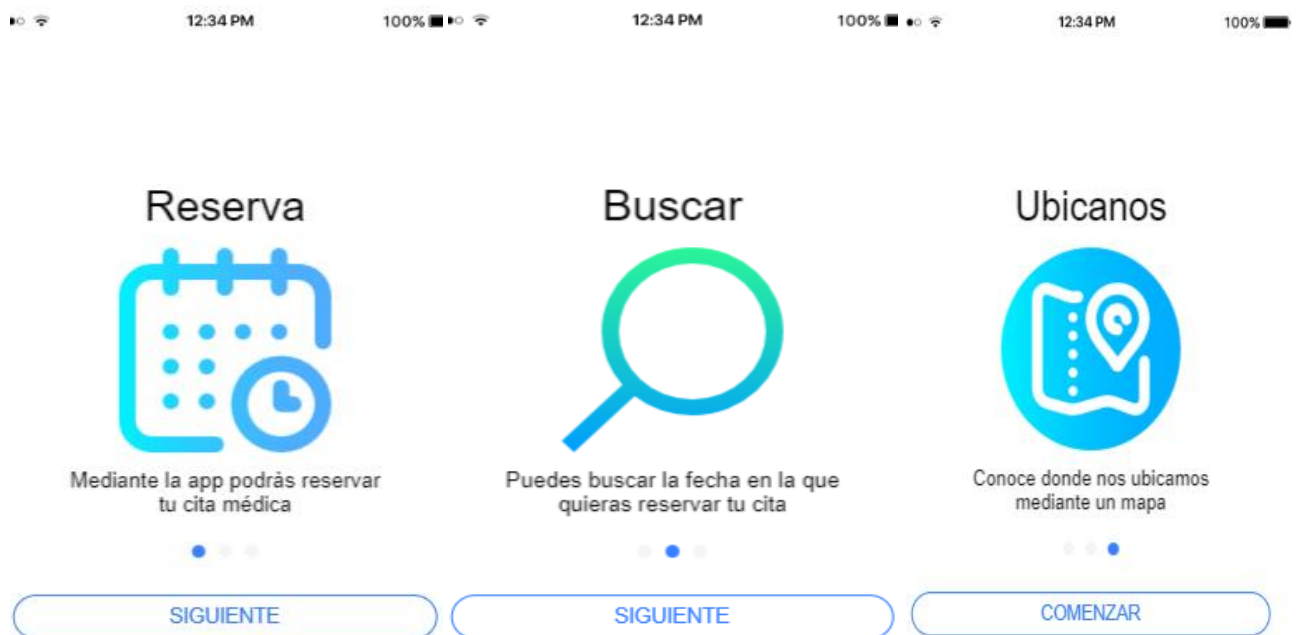 12:34 PM
100%
Reserva
Mediante la app podràs reservar
tu cita médica
SIGUIENTE
12:34 PM
100%
Buscar
Puedes buscar la fecha en la que
quieras reservar tu cita
SIGUIENTE
12:34 PM
100%
Ubicanos
Conoce donde nos ubicamos
mediante un mapa
COMENZAR